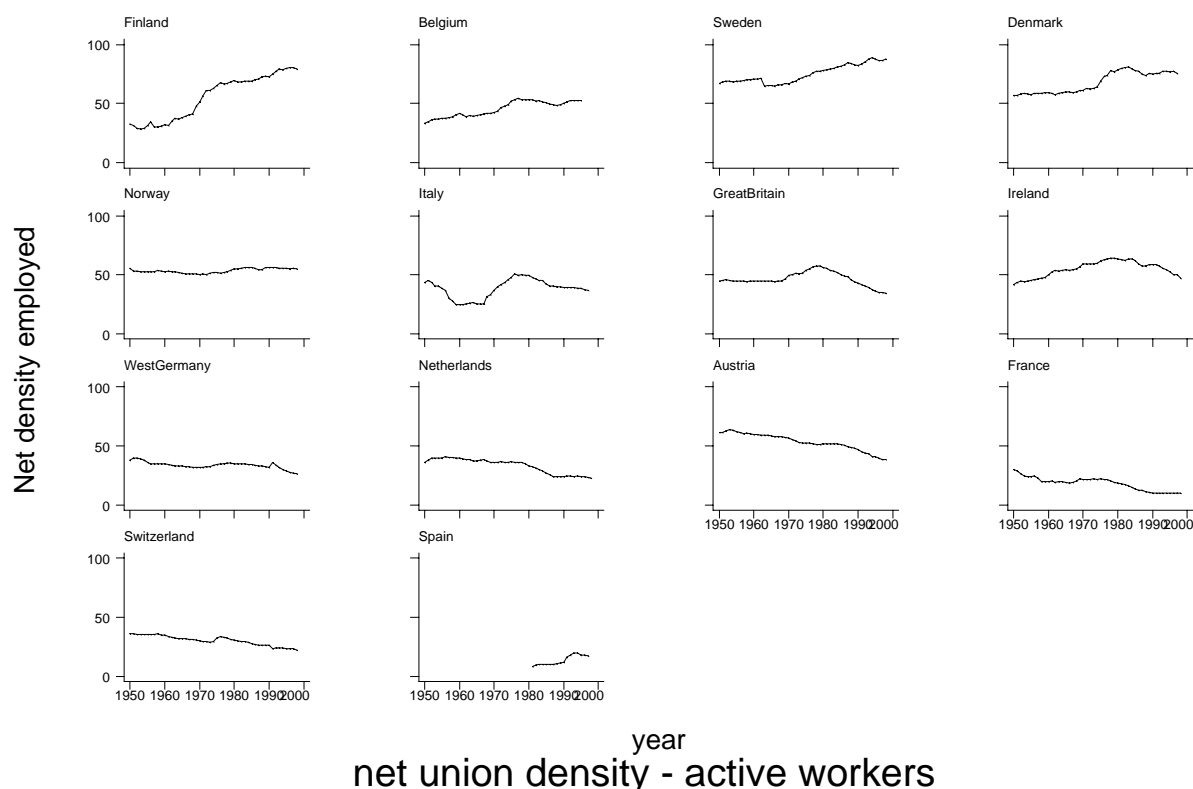 Finland
Belgium
Sweden
Denmark
100
50
0
Norway
Italy
GreatBritain
Ireland
100
50
0
WestGermany
Netherlands
Austria
France
100
50
0
1950 1960 1970 1980 1990 2000
1950 1960 1970 1980 1990 2000
Switzerland
Spain
100
50
0
1950 1960 1970 1980 1990 2000
1950 1960 1970 1980 1990 2000
Net density employed
year
net union density - active workers